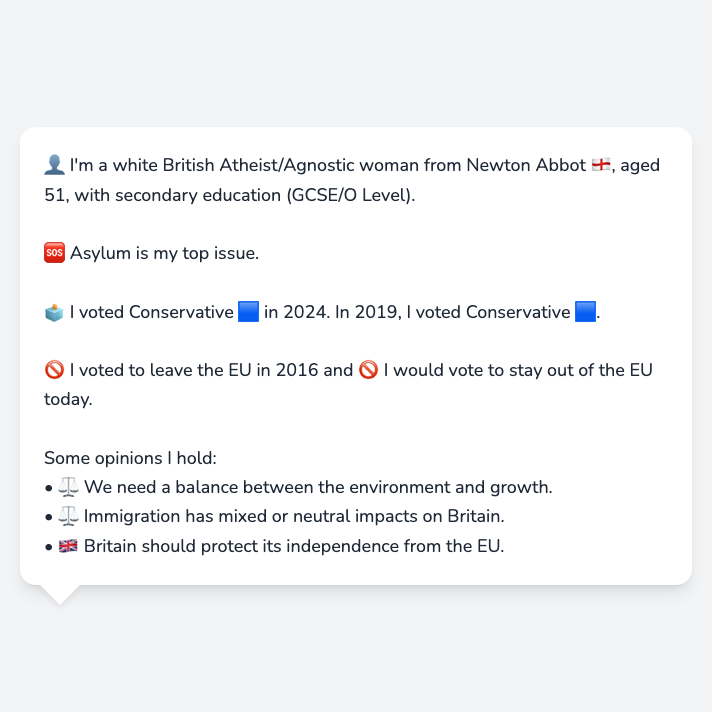 👤 I'm a white British Atheist/Agnostic woman from Newton Abbot 🏴󠁧󠁢󠁥󠁮󠁧󠁿, aged
51, with secondary education (GCSE/O Level).
🆘 Asylum is my top issue.
🗳️ I voted Conservative 🟦 in 2024. In 2019, I voted Conservative 🟦.
🚫 I voted to leave the EU in 2016 and 🚫 I would vote to stay out of the EU
today.
Some opinions I hold:
• ⚖️ We need a balance between the environment and growth.
• ⚖️ Immigration has mixed or neutral impacts on Britain.
• 🇬🇧 Britain should protect its independence from the EU.